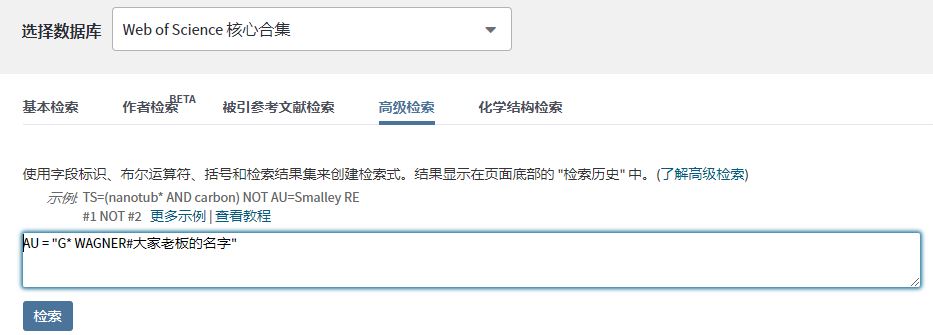 选择数据库 Web of Science 核心合集
基本检索 作者检索 BETA 被引参考文献检索 高级检索 化学结构检索
使用字段标识、布尔运算符、括号和检索结果集来创建检索式。结果显示在页面底部的 "检索历史" 中。(了解高级检索)
示例: TS=(nanotub* AND carbon) NOT AU=Smalley RE
#1 NOT #2 更多示例 | 查看教程
AU = "G* WAGNER#大家老板的名字"
检索